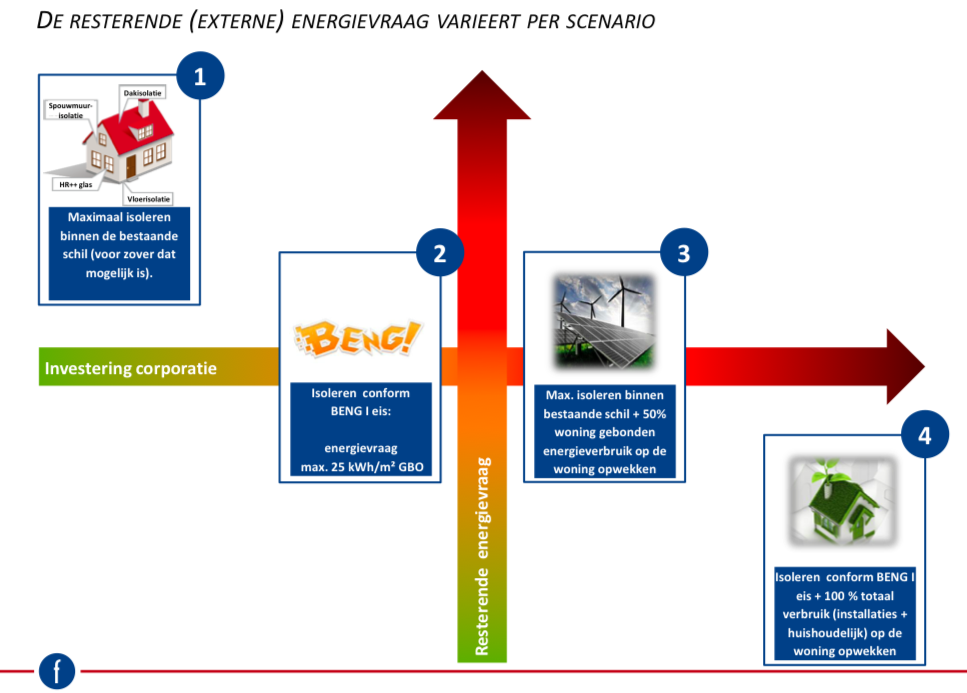 DE RESTERENDE (EXTERNE) ENERGIEVRAAG VARIEERT PER SCENARIO
1
Dakisolatie
Spouwmuur-
isolatie
HR++ glas
Vloerisolatie
Maximaal isoleren
binnen de bestaande
schil (voor zover dat
mogelijk is).
2
BENG!
Isoleren conform
BENG I eis:
energievraag
max. 25 kWh/m² GBO
3
Max. isoleren binnen
bestaande schil + 50%
woning gebonden
energieverbruik op de
woning opwekken
Investering corporatie
Resterende energievraag
4
Isoleren conform BENG I
eis + 100 % totaal
verbruik (installaties +
huishoudelijk) op de
woning opwekken
f